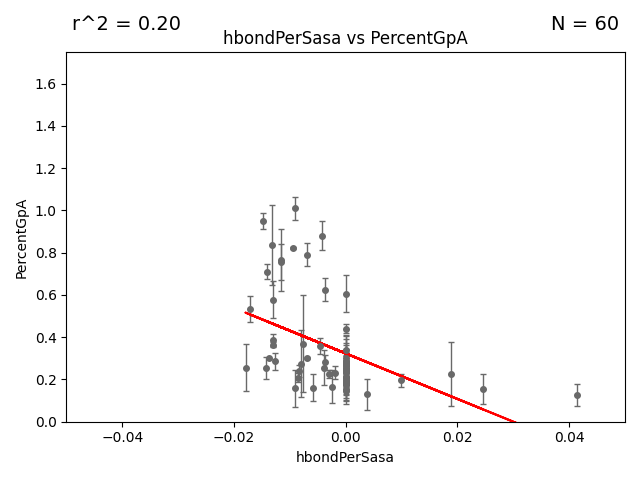 r^2 = 0.20
N = 60
hbondPerSasa vs PercentGpA
PercentGpA
1.6
1.4
1.2
1.0
0.8
0.6
0.4
0.2
0.0
−0.04
−0.02
0.00
0.02
0.04
hbondPerSasa